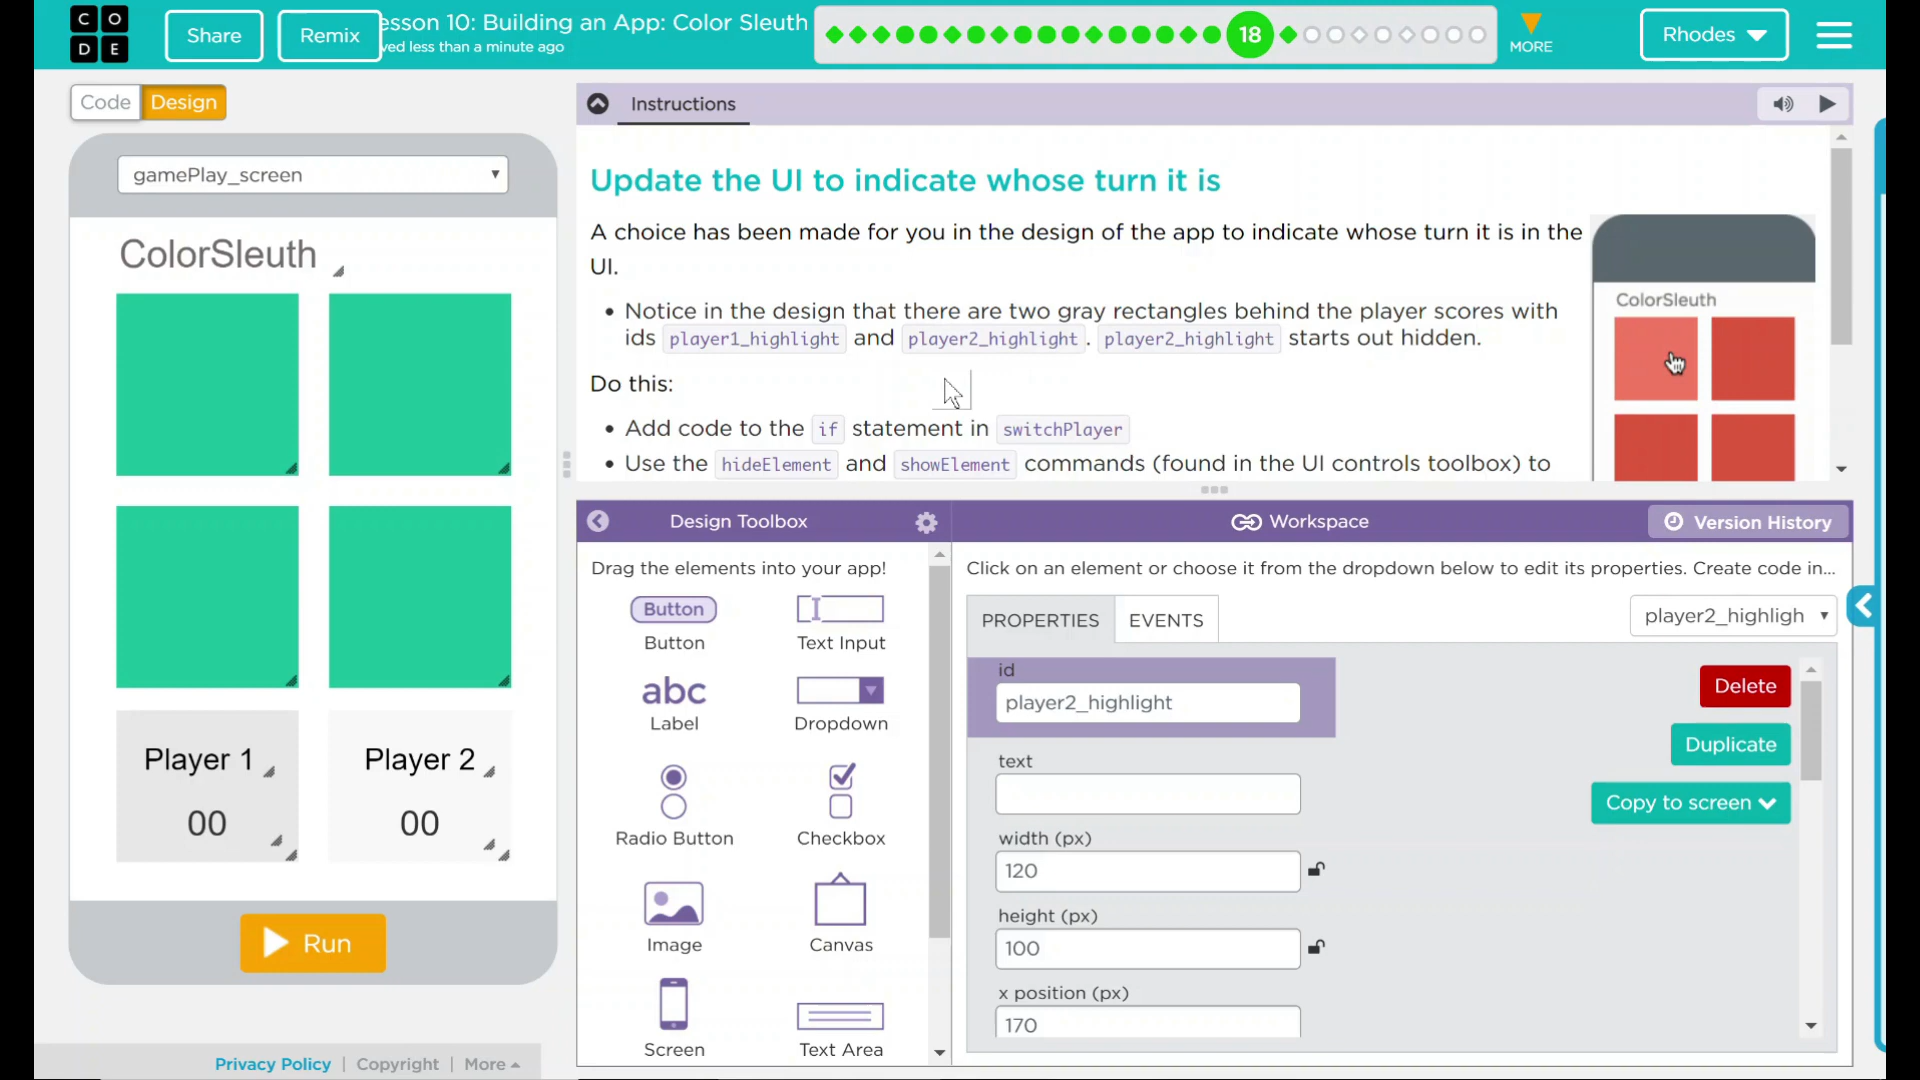 CODE
Share
Remix
esson 10: Building an App: Color Sleuth
ved less than a minute ago
18
MORE
Rhodes
Code
Design
gamePlay_screen
ColorSleuth
Player 1
00
Player 2
00
Run
Privacy Policy | Copyright | More
Instructions
Update the UI to indicate whose turn it is
A choice has been made for you in the design of the app to indicate whose turn it is in the
UI.
• Notice in the design that there are two gray rectangles behind the player scores with
ids player1_highlight and player2_highlight. player2_highlight starts out hidden.
Do this:
• Add code to the if statement in switchPlayer
• Use the hideElement and showElement commands (found in the UI controls toolbox) to
ColorSleuth
Design Toolbox
Drag the elements into your app!
Button
Button
Text Input
abc
Label
Dropdown
Radio Button
Checkbox
Image
Canvas
Screen
Text Area
Workspace
Version History
Click on an element or choose it from the dropdown below to edit its properties. Create code in...
PROPERTIES
EVENTS
player2_highligh
id
player2_highlight
text
width (px)
120
height (px)
100
x position (px)
170
Delete
Duplicate
Copy to screen